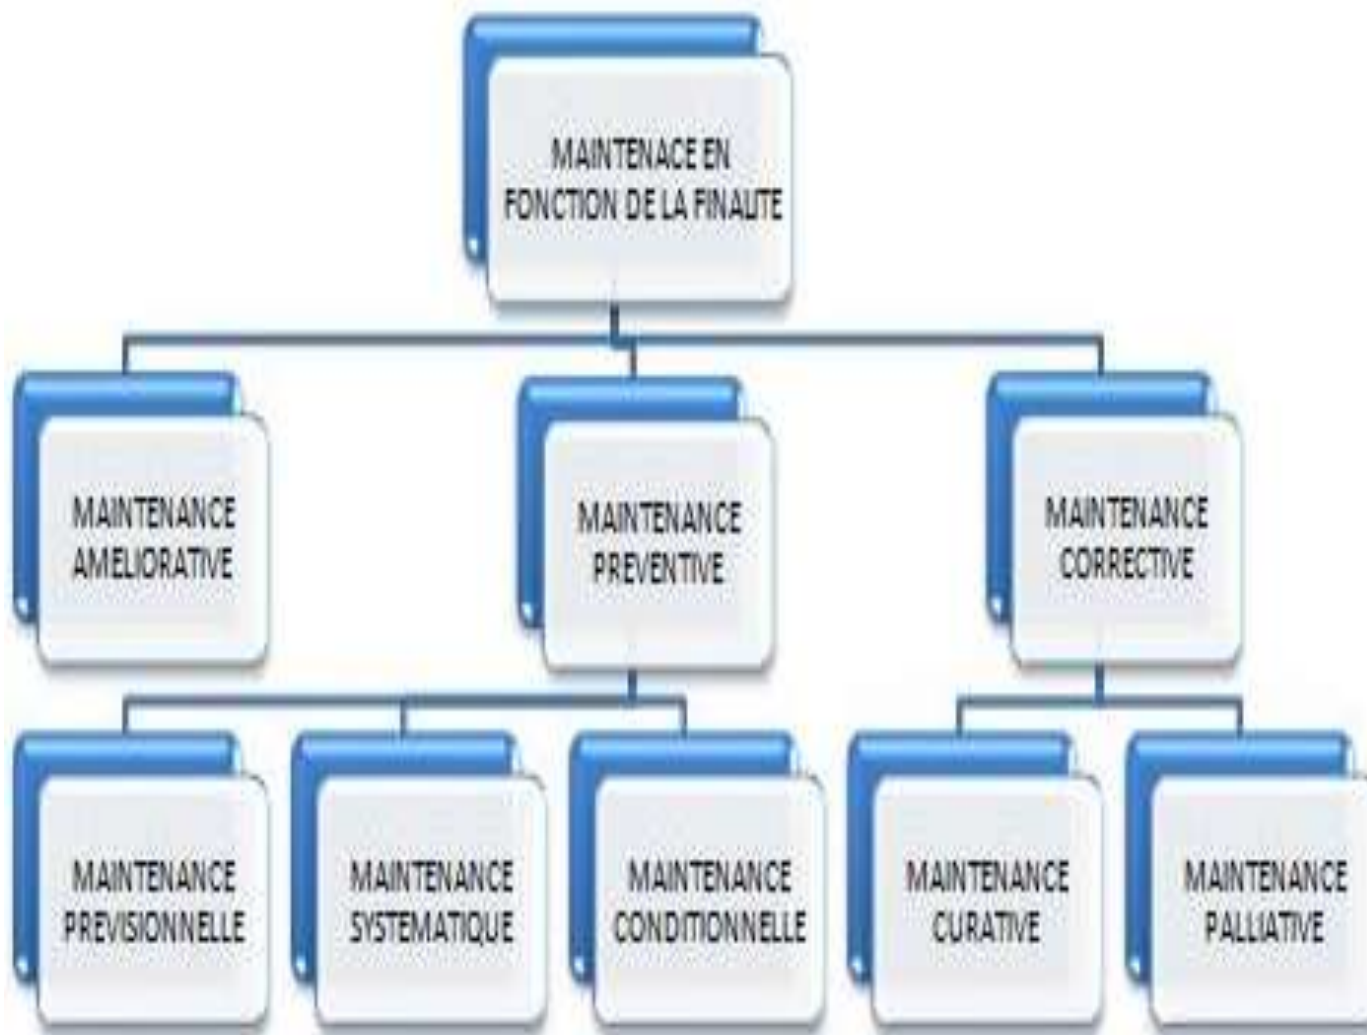 MAINTENACE EN
FONCTION DE LA FINALITE
MAINTENANCE
AMELIORATIVE
MAINTENANCE
PREVENTIVE
MAINTENANCE
CORRECTIVE
MAINTENANCE
PREVISIONNELLE
MAINTENANCE
SYSTEMATIQUE
MAINTENANCE
CONDITIONNELLE
MAINTENANCE
CURATIVE
MAINTENANCE
PALLIATIVE